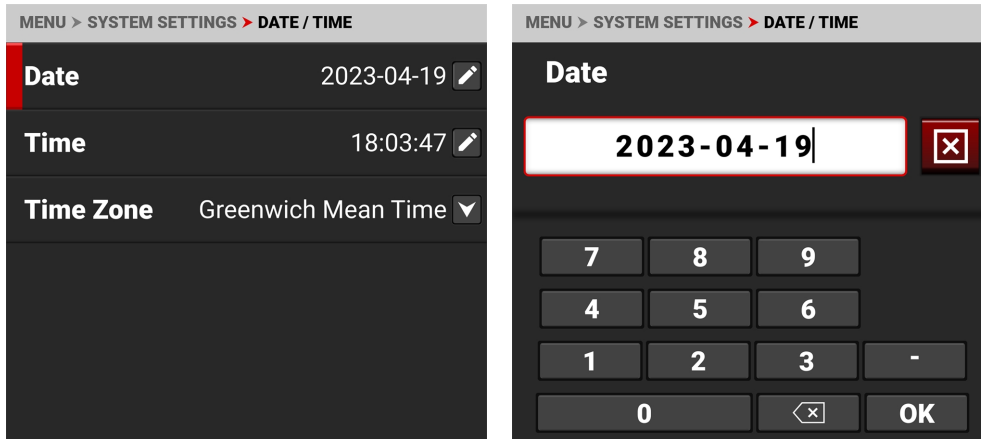 MENU > SYSTEM SETTINGS > DATE / TIME
Date 2023-04-19
Time 18:03:47
Time Zone Greenwich Mean Time
MENU > SYSTEM SETTINGS > DATE / TIME
Date
2023-04-19
7 8 9
4 5 6
1 2 3 -
0 OK